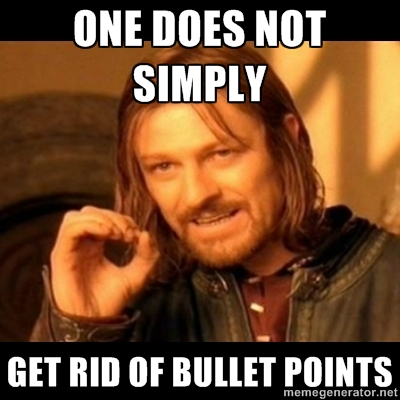 ONE DOES NOT
SIMPLY
GET RID OF BULLET POINTS
memegenerator.net